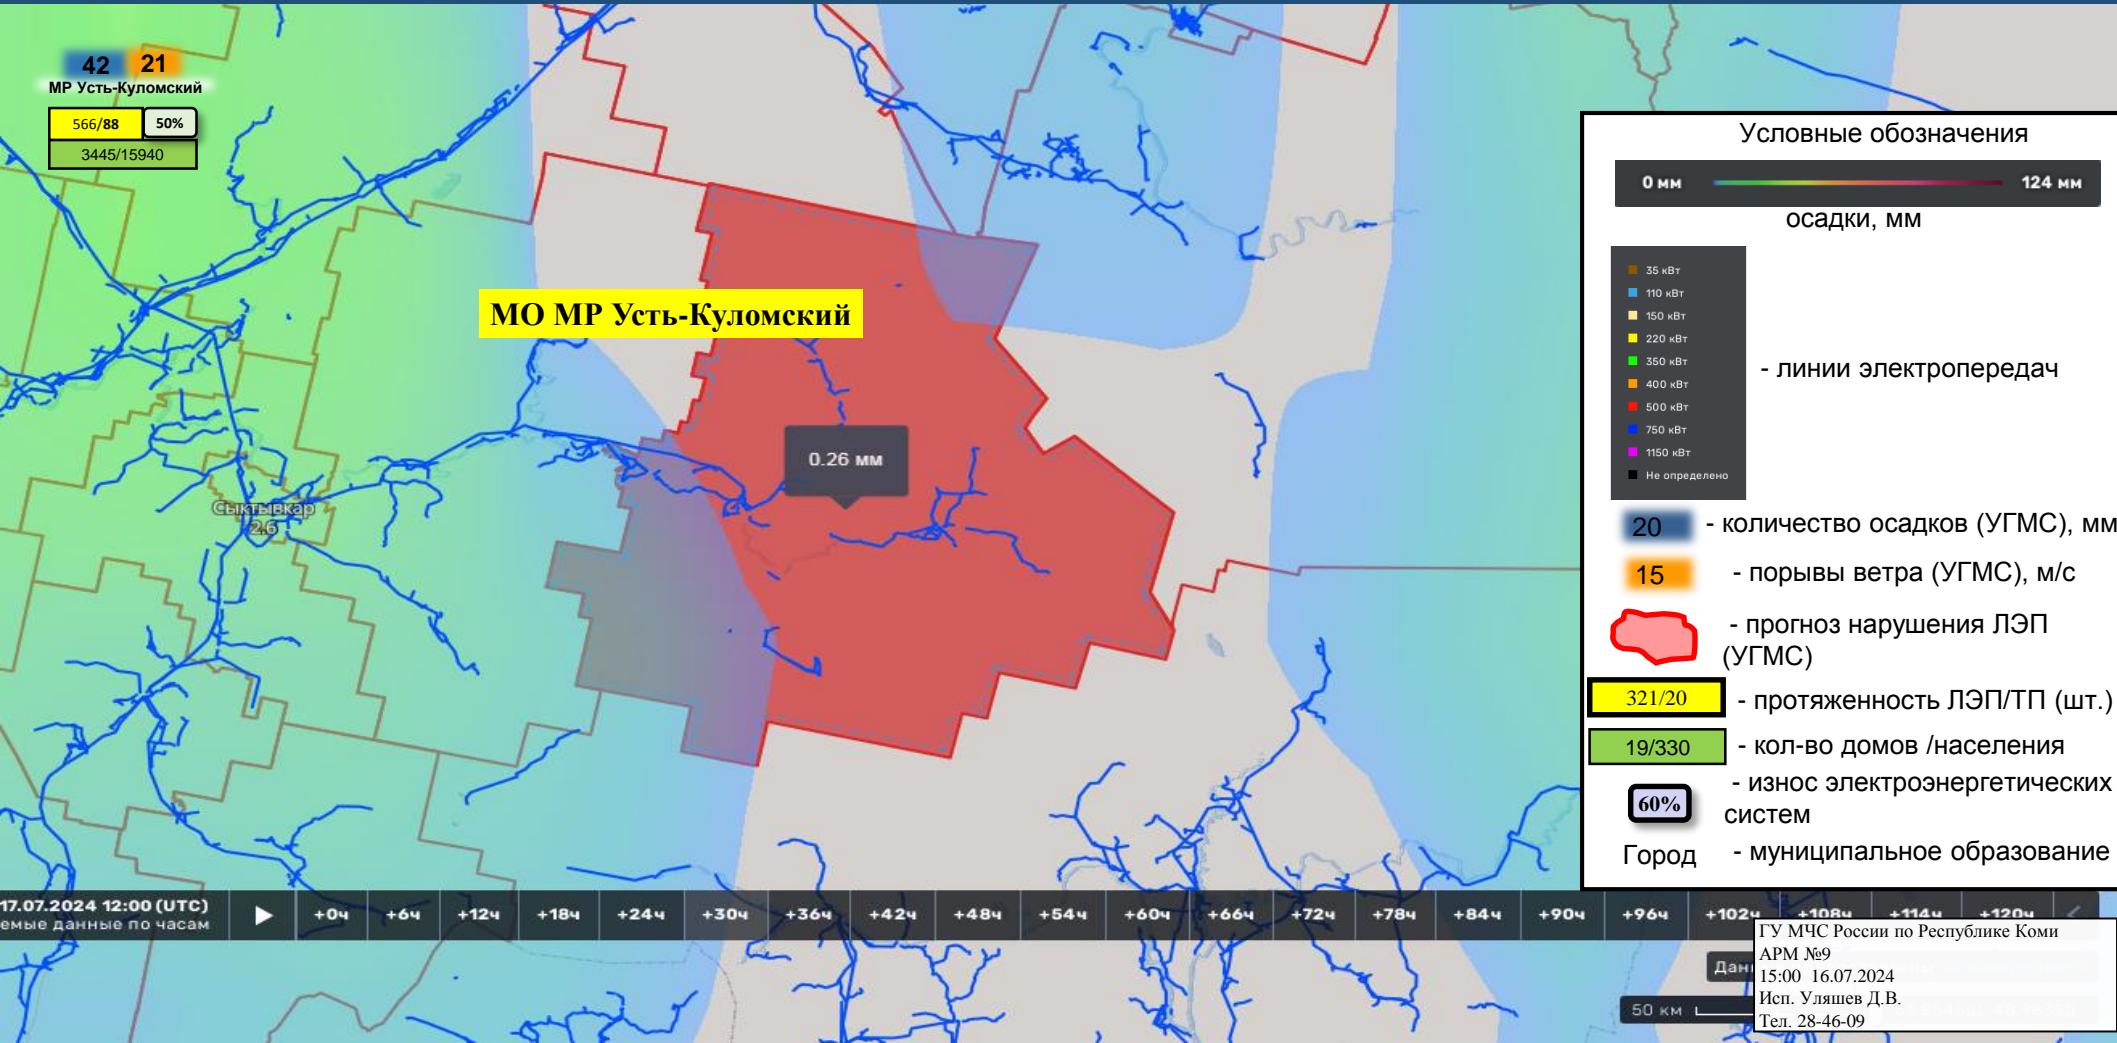 42 21
МР Усть-Куломский
566/88 50%
3445/15940
МО МР Усть-Куломский
0.26 мм
Сыктывкар
2.6
Условные обозначения
0 мм 124 мм
осадки, мм
35 кВт
110 кВт
150 кВт
220 кВт
350 кВт
400 кВт
500 кВт
750 кВт
1150 кВт
Не определено
- линии электропередач
20 - количество осадков (УГМС), мм
15 - порывы ветра (УГМС), м/с
- прогноз нарушения ЛЭП
(УГМС)
321/20 - протяженность ЛЭП/ТП (шт.)
19/330 - кол-во домов /населения
60% - износ электроэнергетических
систем
Город - муниципальное образование
17.07.2024 12:00 (UTC)
емые данные по часам
+0ч +6ч +12ч +18ч +24ч +30ч +36ч +42ч +48ч +54ч +60ч +66ч +72ч +78ч +84ч +90ч +96ч +102ч +108ч +114ч +120ч
ГУ МЧС России по Республике Коми
АРМ №9
15:00 16.07.2024
Исп. Уляшев Д.В.
Тел. 28-46-09
50 км